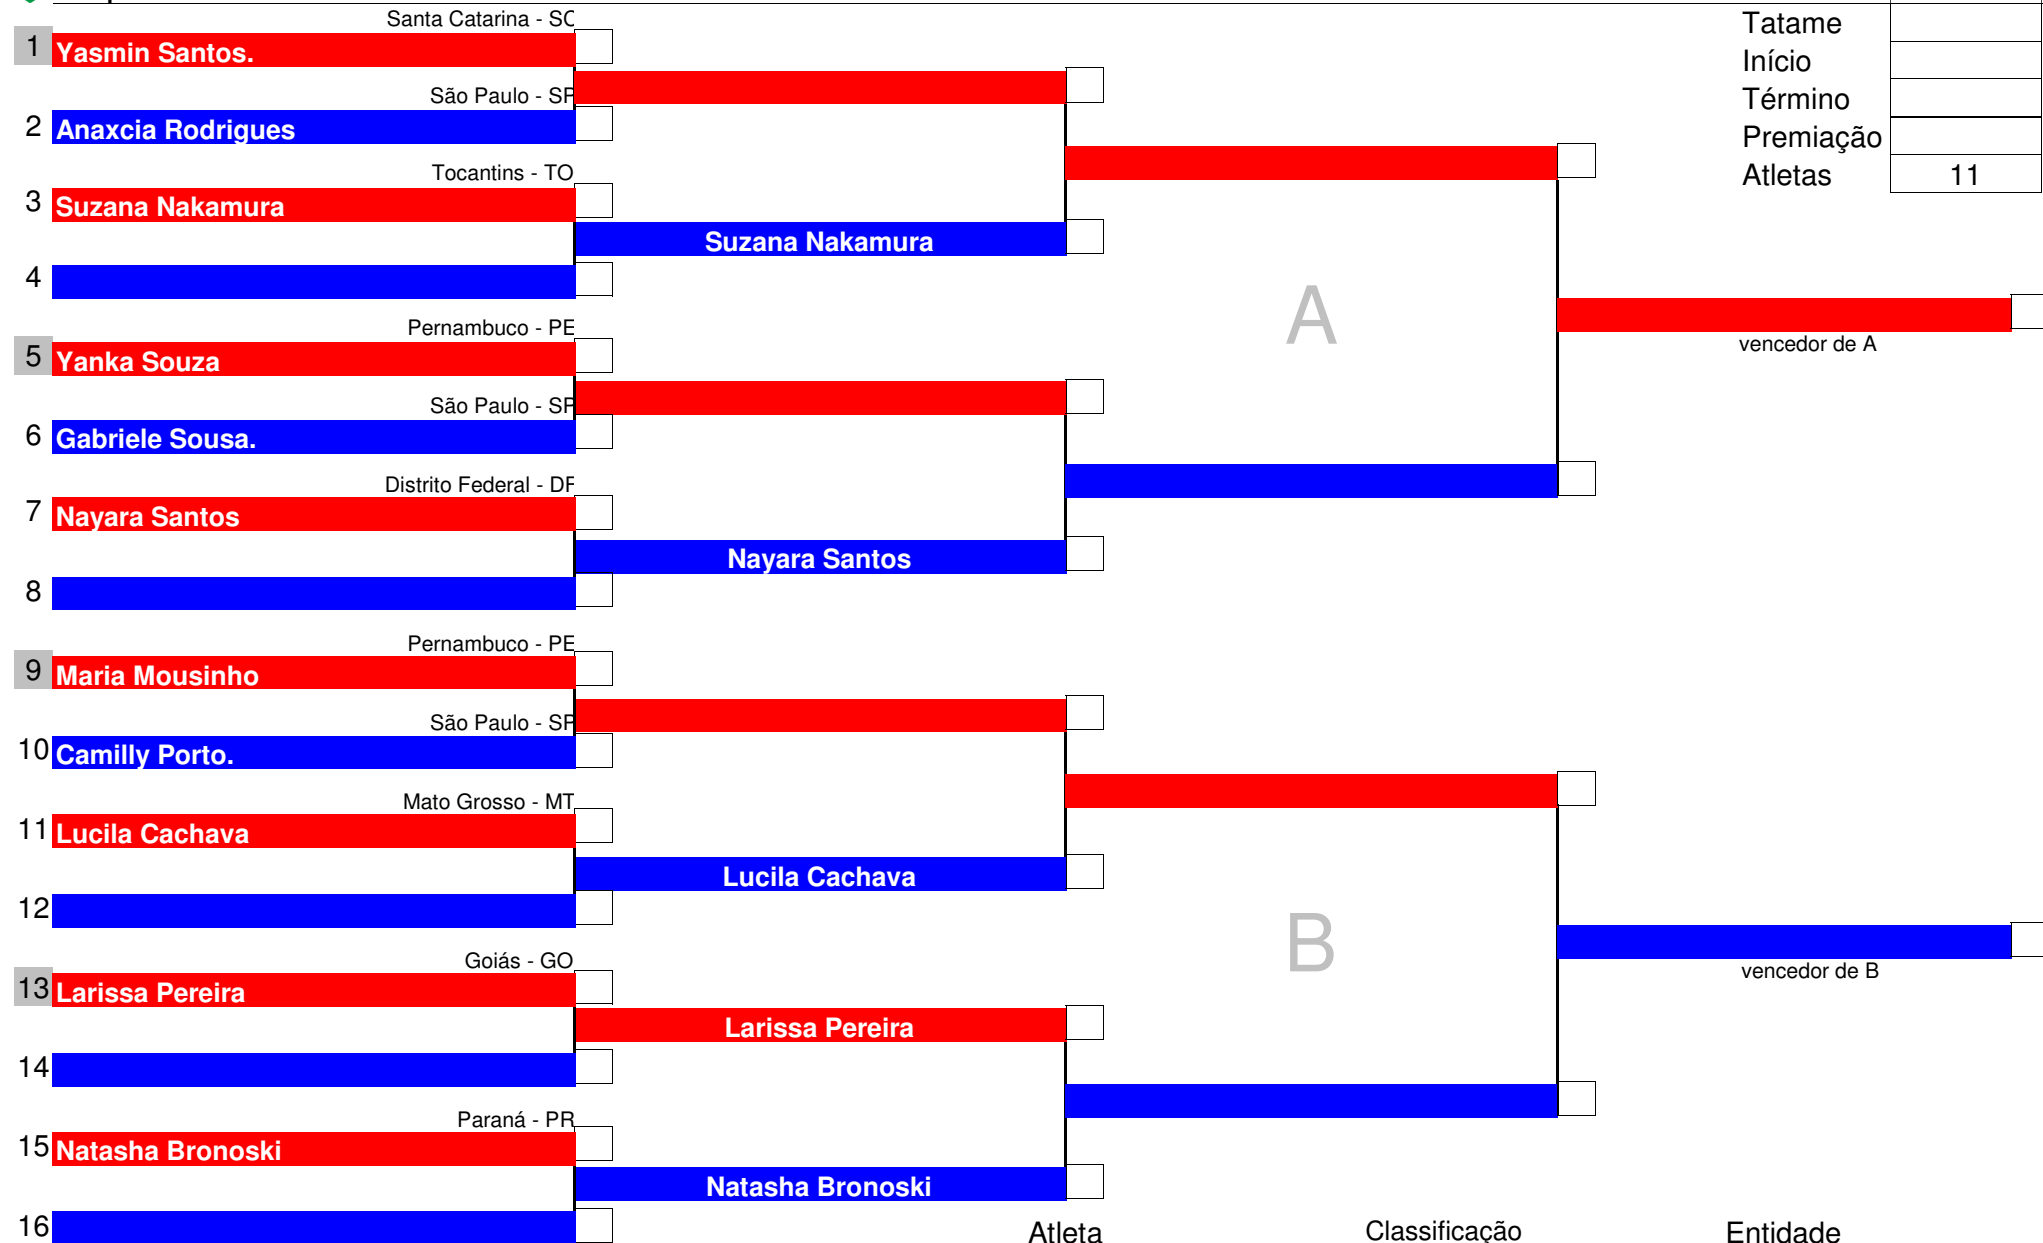 Santa Catarina - SC
Tatame
1 Yasmin Santos.
Início
São Paulo - SP
Término
2 Anaxcia Rodrigues
Premiação
Tocantins - TO
Atletas 11
3 Suzana Nakamura
Suzana Nakamura
4
A
Pernambuco - PE
vencedor de A
5 Yanka Souza
São Paulo - SP
6 Gabriele Sousa.
Distrito Federal - DF
7 Nayara Santos
Nayara Santos
8
Pernambuco - PE
9 Maria Mousinho
São Paulo - SP
10 Camilly Porto.
Mato Grosso - MT
11 Lucila Cachava
Lucila Cachava
12
B
Goiás - GO
vencedor de B
13 Larissa Pereira
Larissa Pereira
14
Paraná - PR
15 Natasha Bronoski
Natasha Bronoski
16
Atleta Classificação Entidade